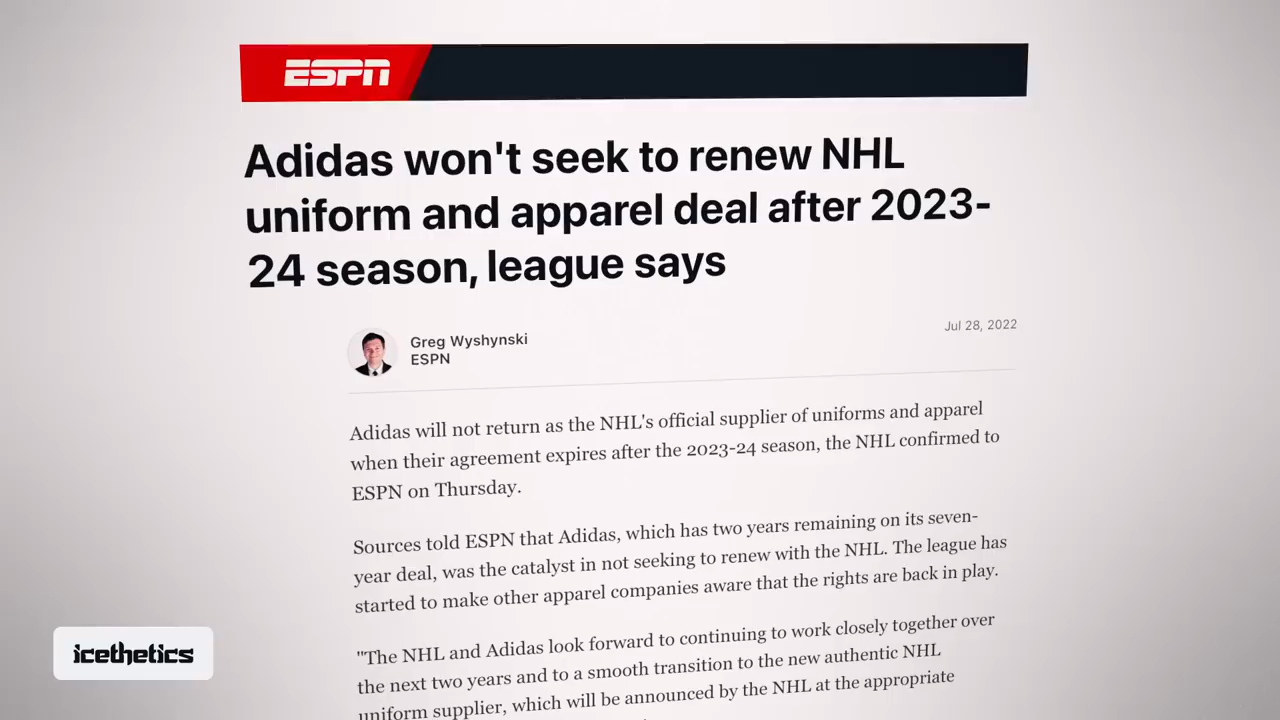 ESPN
Adidas won't seek to renew NHL
uniform and apparel deal after 2023-
24 season, league says
Greg Wyshynski
ESPN
Jul 28, 2022
Adidas will not return as the NHL's official supplier of uniforms and apparel
when their agreement expires after the 2023-24 season, the NHL confirmed to
ESPN on Thursday.
Sources told ESPN that Adidas, which has two years remaining on its seven-
year deal, was the catalyst in not seeking to renew with the NHL. The league has
started to make other apparel companies aware that the rights are back in play.
"The NHL and Adidas look forward to continuing to work closely together over
the next two years and to a smooth transition to the new authentic NHL
uniform supplier, which will be announced by the NHL at the appropriate
icethetics